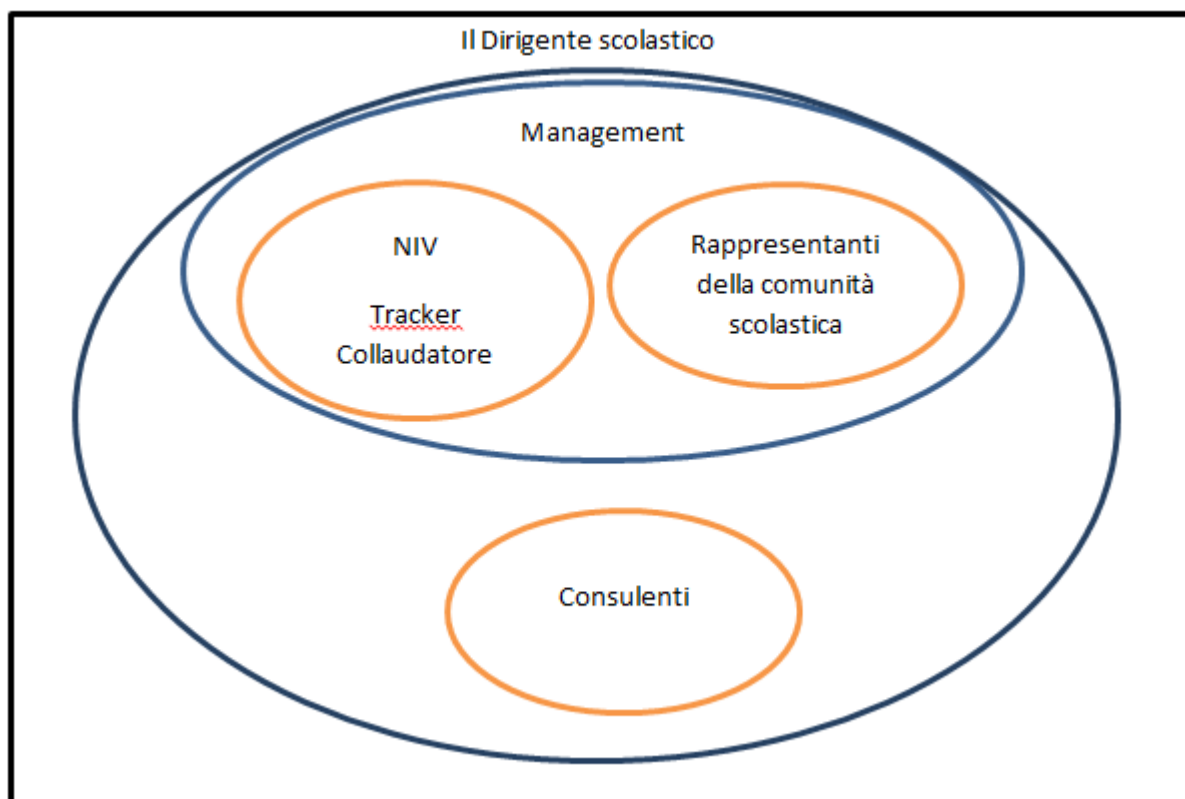 Il Dirigente scolastico
Management
NIV
Tracker
Collaudatore
Rappresentanti
della comunità
scolastica
Consulenti